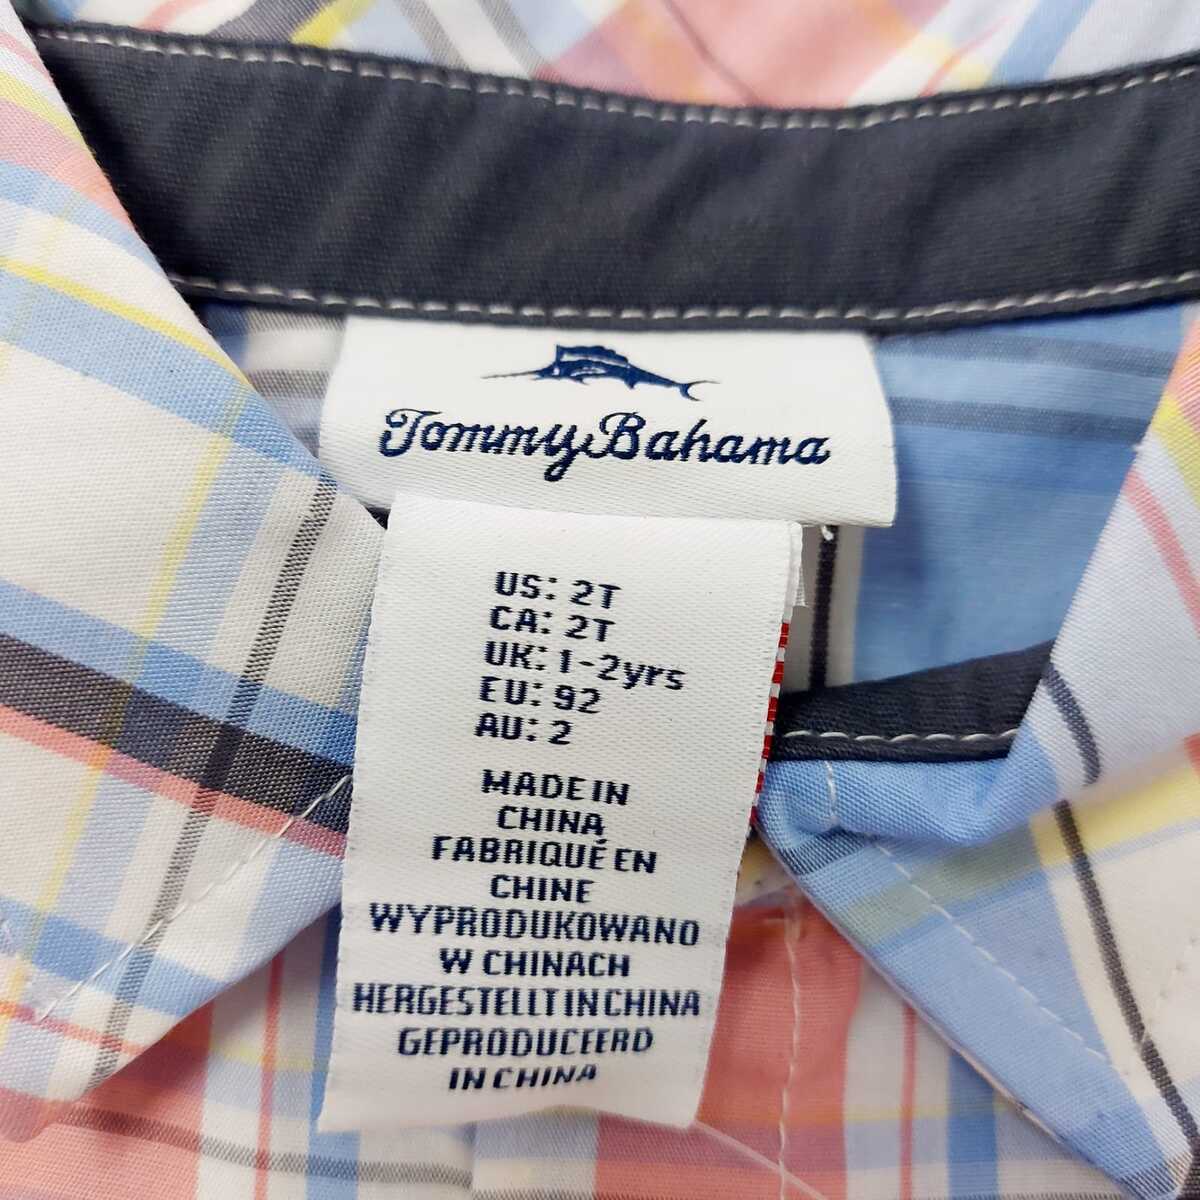 Tommy Bahama
US: 2T
CA: 2T
UK: 1-2yrs
EU: 92
AU: 2
MADE IN
CHINA
FABRIQUÉ EN
CHINE
WYPRODUKOWANO
W CHINACH
HERGESTELLT IN CHINA
GEPRODUCEERD
IN CHINA